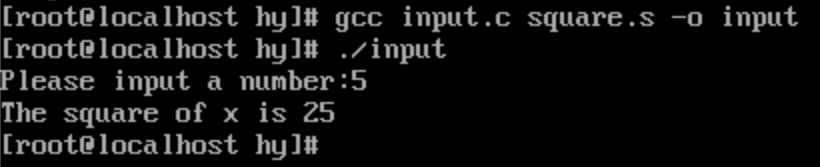 [root@localhost hy]# gcc input.c square.s -o input
[root@localhost hy]# ./input
Please input a number:5
The square of x is 25
[root@localhost hy]#